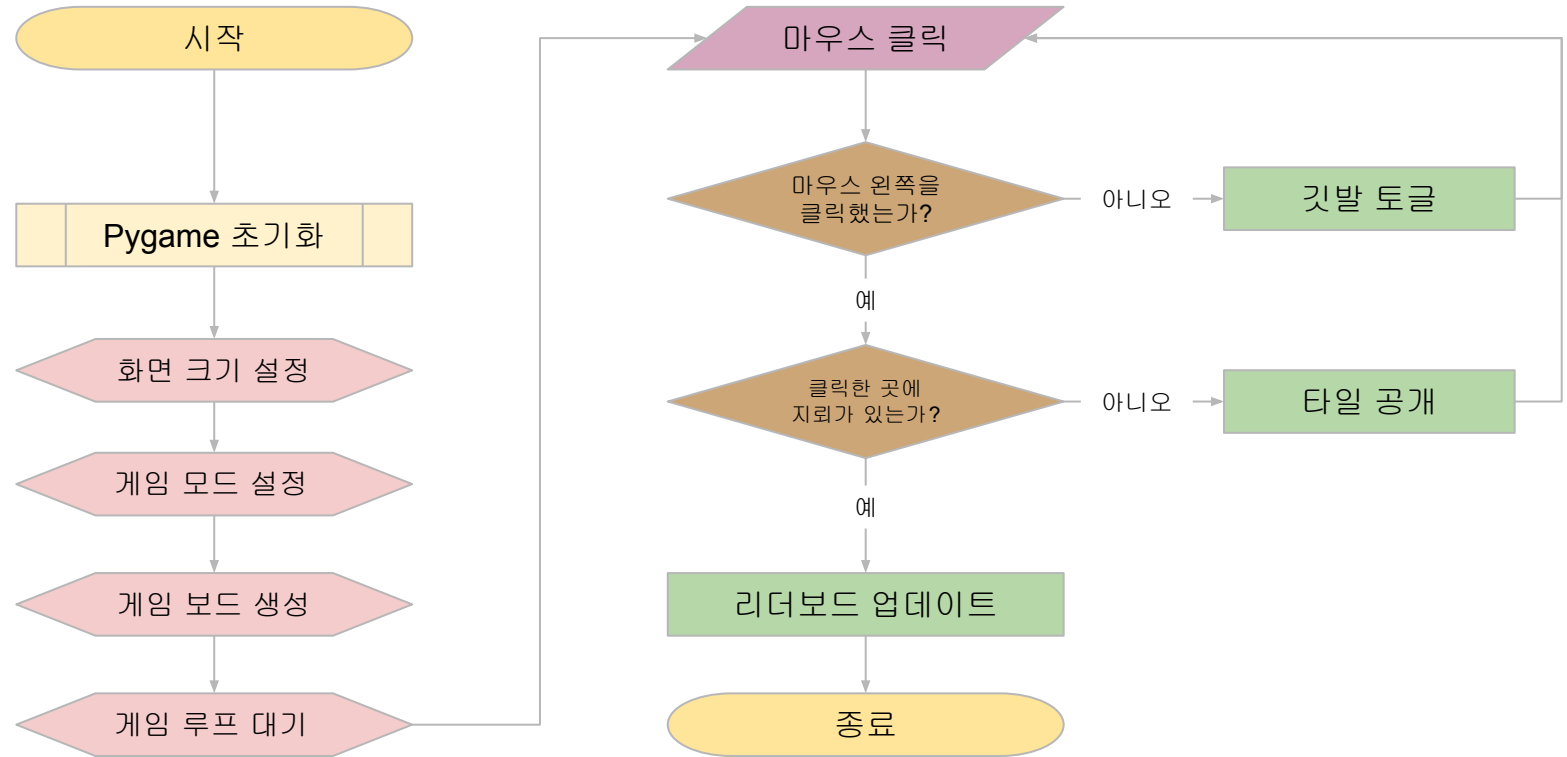 시작
Pygame 초기화
화면 크기 설정
게임 모드 설정
게임 보드 생성
게임 루프 대기
마우스 클릭
마우스 왼쪽을
클릭했는가?
아니오
깃발 토글
예
클릭한 곳에
지뢰가 있는가?
아니오
타일 공개
예
리더보드 업데이트
종료